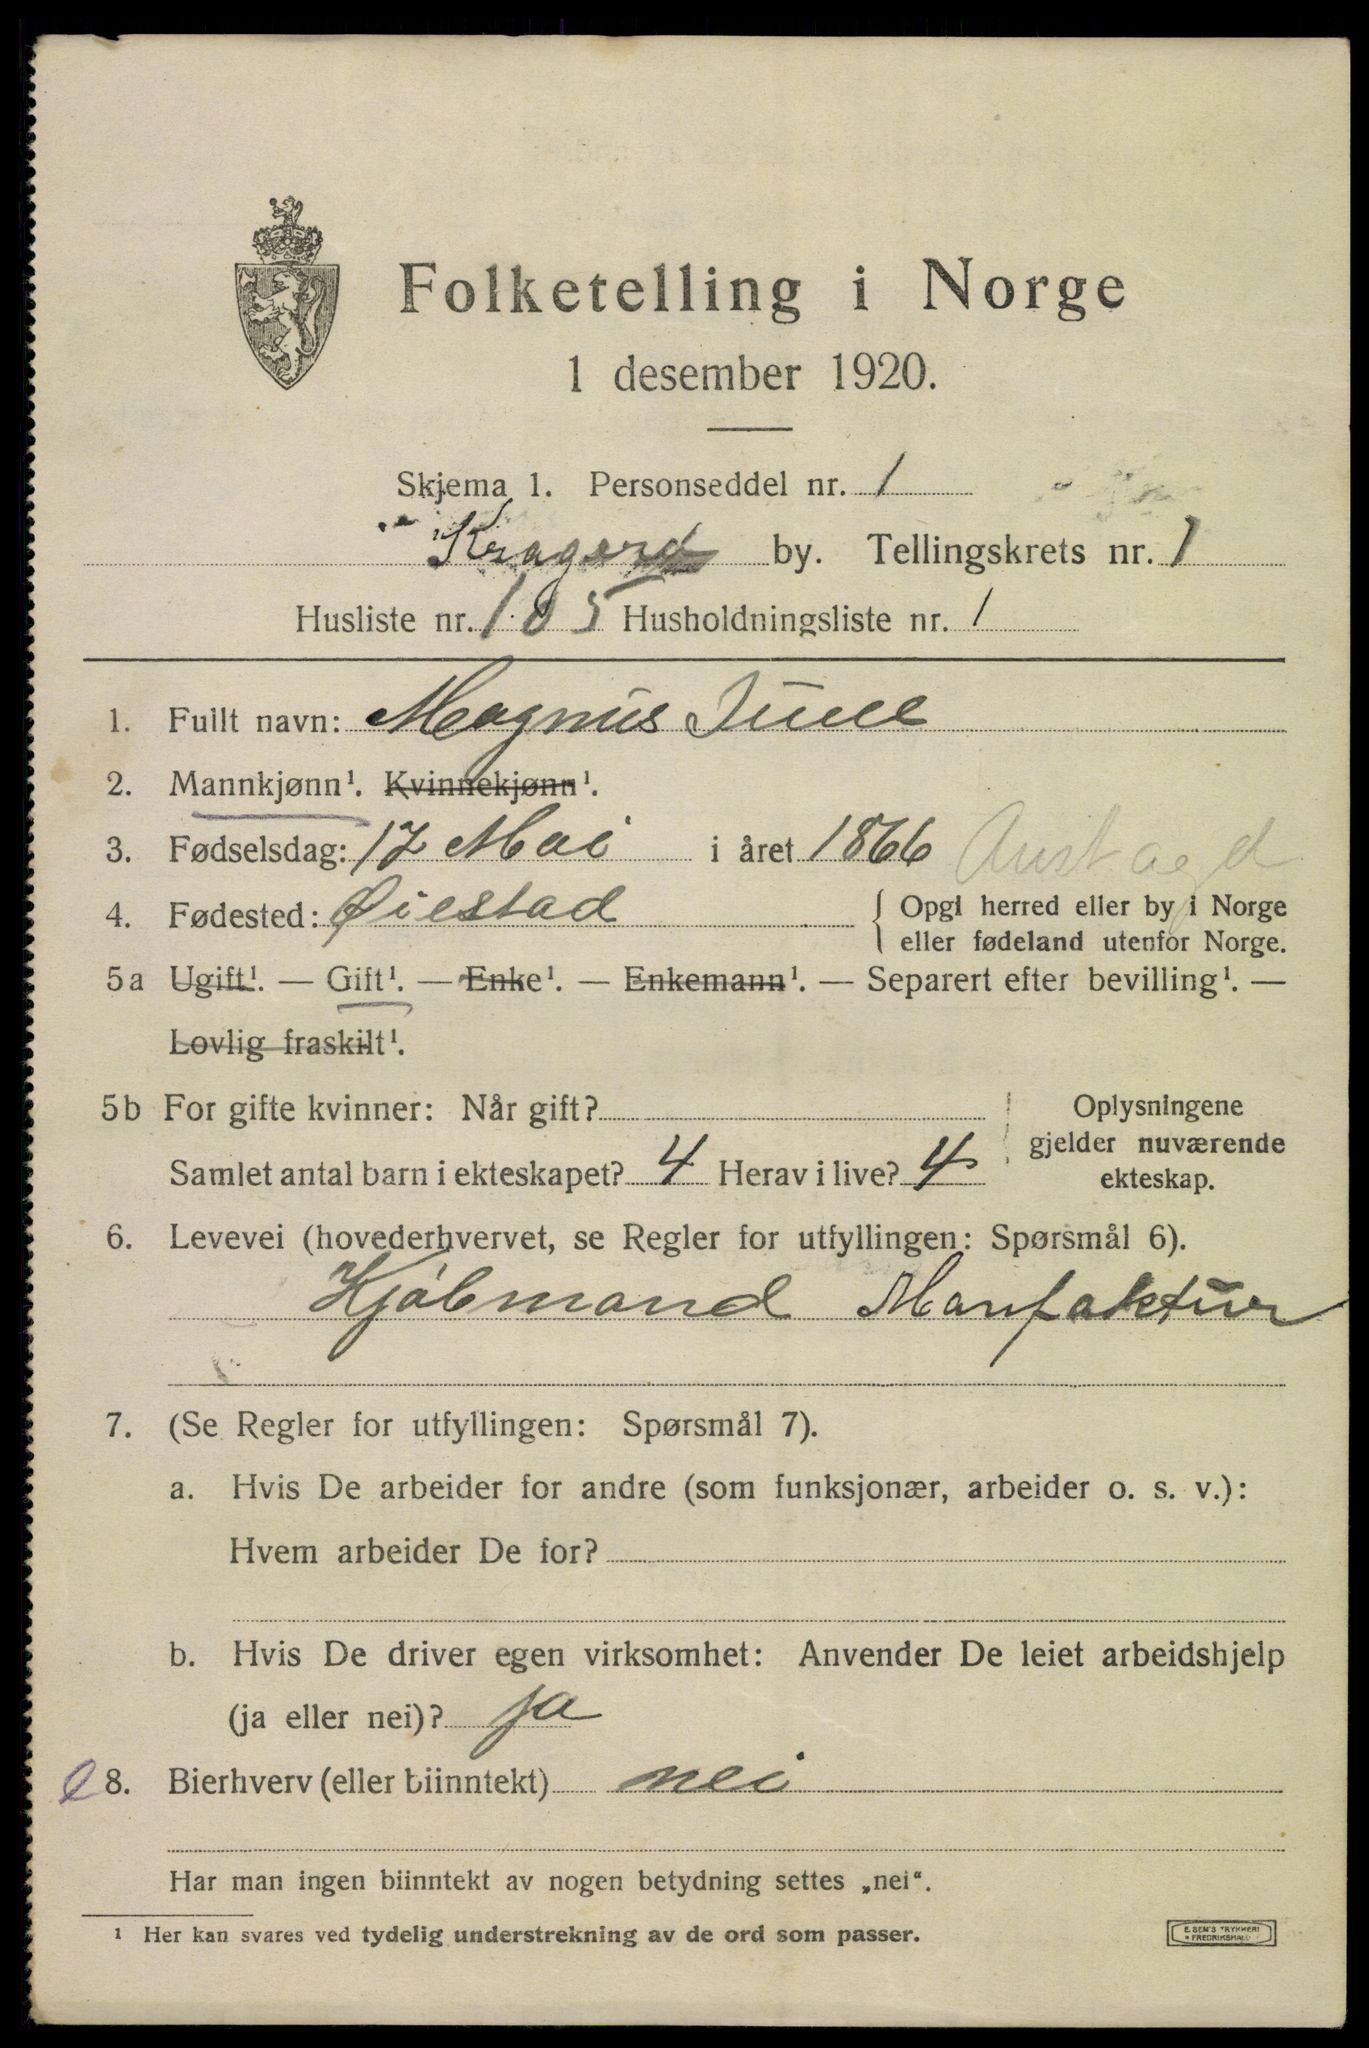 Folketelling i Norge
1 desember 1920.
Skjema 1. Personseddel nr. 1
Kragerø by. Tellingskrets nr. 1
Husliste nr. 105 Husholdningsliste nr. 1
1. Fullt navn: Magnus Juell
2. Mannkjønn¹. Kvinnekjønn¹.
3. Fødselsdag: 17 Mai i året 1866 Aust agd
4. Fødested: Øiestad { Opgi herred eller by i Norge
eller fødeland utenfor Norge.
5a Ugift¹. — Gift¹. — Enke¹. — Enkemann¹. — Separert efter bevilling¹. —
Lovlig fraskilt¹.
5b For gifte kvinner: Når gift? Oplysningene
gjelder nuværende
Samlet antal barn i ekteskapet? 4 Herav i live? 4 ekteskap.
6. Levevei (hovederhvervet, se Regler for utfyllingen: Spørsmål 6).
Kjøbmand Manfaktur
7. (Se Regler for utfyllingen: Spørsmål 7).
a. Hvis De arbeider for andre (som funksjonær, arbeider o. s. v.):
Hvem arbeider De for?
b. Hvis De driver egen virksomhet: Anvender De leiet arbeidshjelp
(ja eller nei)? ja
8. Bierhverv (eller biinntekt) nei
Har man ingen biinntekt av nogen betydning settes „nei“.
¹ Her kan svares ved tydelig understrekning av de ord som passer.
E. SEM'S TRYKKERI
FREDRIKSHALD